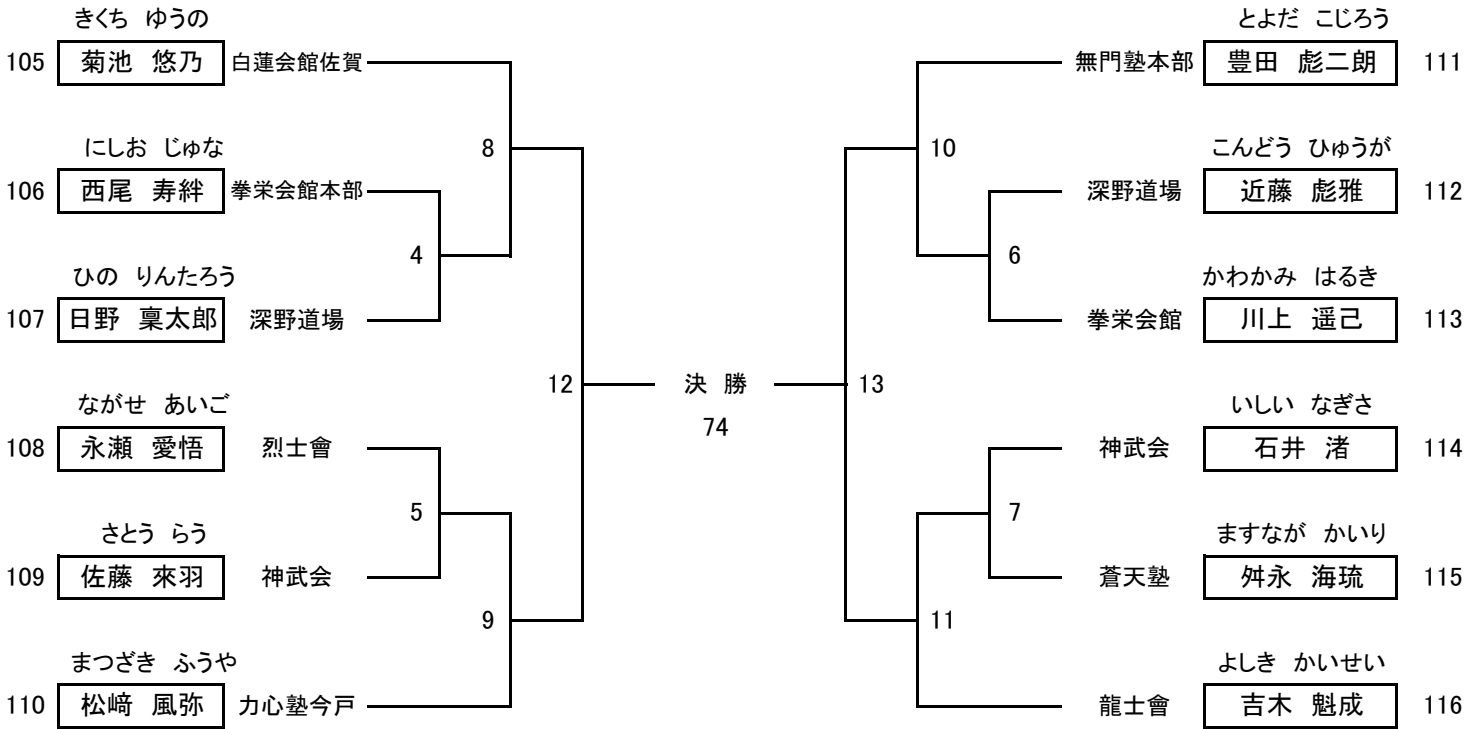 きくち ゆうの
105 菊池 悠乃 白蓮会館佐賀
にしお じゅな
106 西尾 寿絆 拳栄会館本部
ひの りんたろう
107 日野 稟太郎 深野道場
ながせ あいご
108 永瀬 愛悟 烈士會
さとう らう
109 佐藤 來羽 神武会
まつざき ふうや
110 松﨑 風弥 力心塾今戸
8
4
5
9
12
決 勝
74
13
10
6
7
11
とよだ こじろう
無門塾本部 豊田 彪二朗 111
こんどう ひゅうが
深野道場 近藤 彪雅 112
かわかみ はるき
拳栄会館 川上 遥己 113
いしい なぎさ
神武会 石井 渚 114
ますなが かいり
蒼天塾 舛永 海琉 115
よしき かいせい
龍士會 吉木 魁成 116